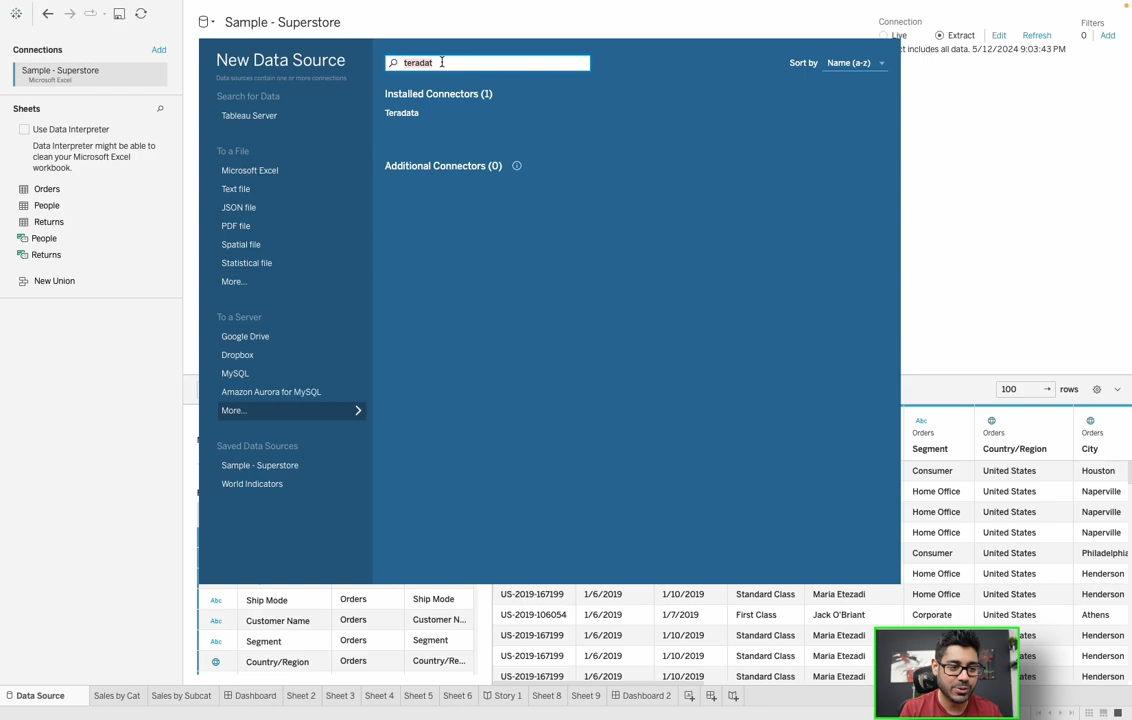 Sample - Superstore
Connections
Add
Sample - Superstore
Microsoft Excel
Sheets
Use Data Interpreter
Data Interpreter might be able to
clean your Microsoft Excel
workbook.
Orders
People
Returns
People
Returns
New Union
Connection
Live
Extract
Edit
Refresh
Filters
0
Add
ct includes all data. 5/12/2024 9:03:43 PM
New Data Source
Data sources contain one or more connections
Search for Data
Tableau Server
To a File
Microsoft Excel
Text file
JSON file
PDF file
Spatial file
Statistical file
More...
To a Server
Google Drive
Dropbox
MySQL
Amazon Aurora for MySQL
More...
Saved Data Sources
Sample - Superstore
World Indicators
teradat
Sort by
Name (a-z)
Installed Connectors (1)
Teradata
Additional Connectors (0)
100
rows
Abc
Orders Orders Orders
Segment Country/Region City
Consumer United States Houston
Home Office United States Naperville
Home Office United States Naperville
Home Office United States Naperville
Consumer United States Philadelphia
Home Office United States Henderson
Abc Ship Mode Orders Ship Mode
Abc Customer Name Orders Customer N...
Abc Segment Orders Segment
Country/Region Orders Country/Re...
US-2019-167199 1/6/2019 1/10/2019 Standard Class Maria Etezadi Home Office United States Henderson
US-2019-106054 1/6/2019 1/7/2019 First Class Jack O'Briant Corporate United States Athens
US-2019-167199 1/6/2019 1/10/2019 Standard Class Maria Etezadi Henderson
US-2019-167199 1/6/2019 1/10/2019 Standard Class Maria Etezadi Henderson
US-2019-167199 1/6/2019 1/10/2019 Standard Class Maria Etezadi
Data Source
Sales by Cat
Sales by Subcat
Dashboard
Sheet 2
Sheet 3
Sheet 4
Sheet 5
Sheet 6
Story 1
Sheet 8
Sheet 9
Dashboard 2